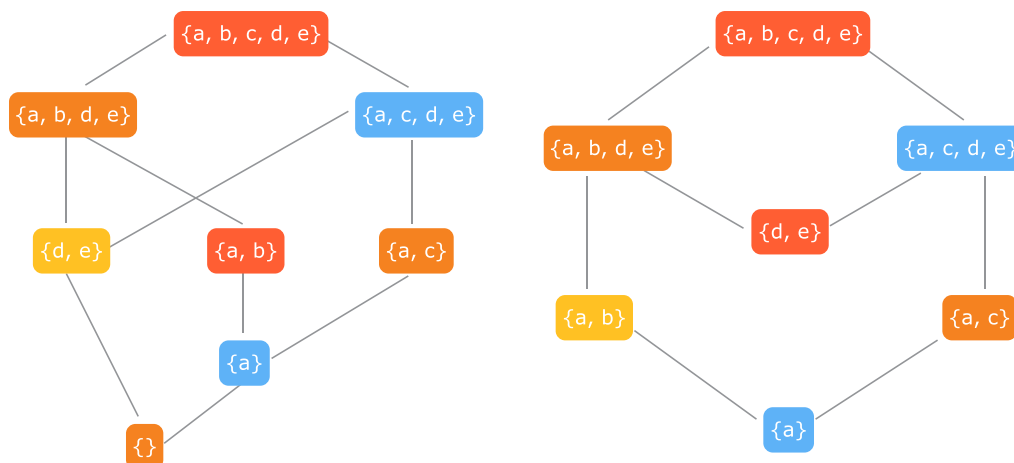 {a, b, c, d, e}
{a, b, d, e}
{a, c, d, e}
{d, e}
{a, b}
{a, c}
{a}
{}
{a, b, c, d, e}
{a, b, d, e}
{a, c, d, e}
{d, e}
{a, b}
{a, c}
{a}